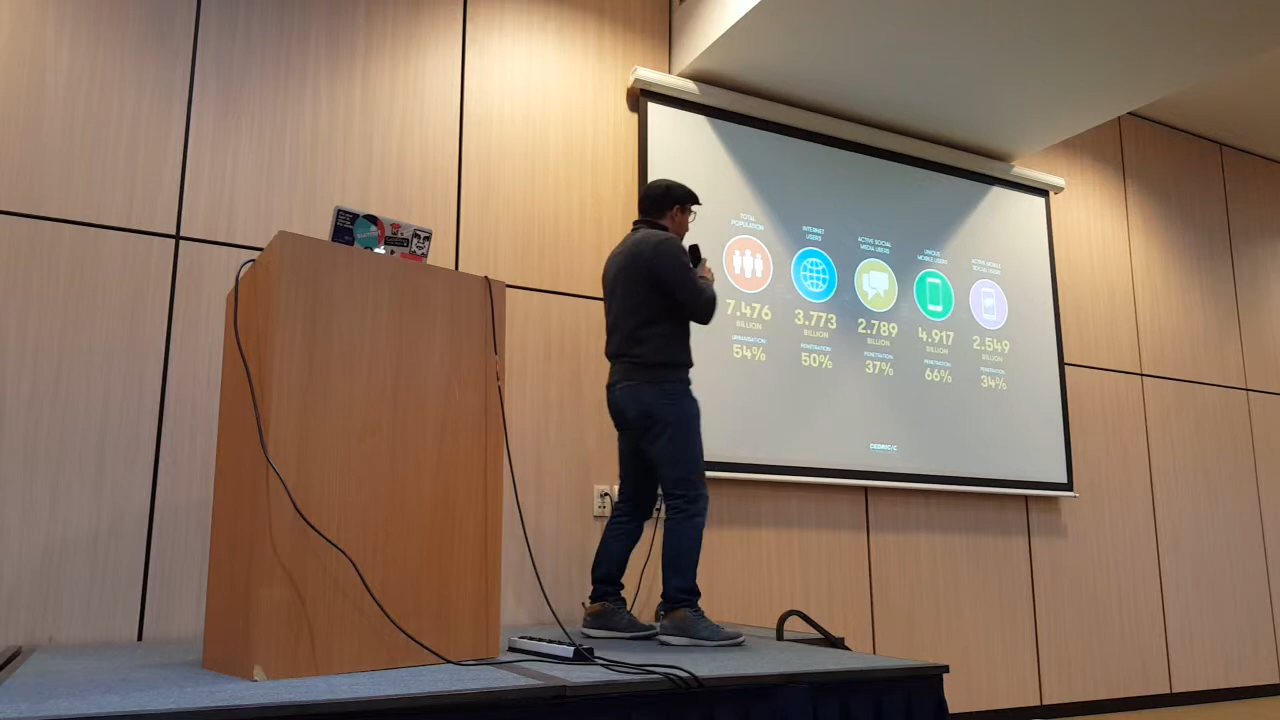 TOTAL
POPULATION
7.476
BILLION
URBANISATION:
54%
INTERNET
USERS
3.773
BILLION
PENETRATION:
50%
ACTIVE SOCIAL
MEDIA USERS
2.789
BILLION
PENETRATION:
37%
UNIQUE
MOBILE USERS
4.917
BILLION
PENETRATION:
66%
ACTIVE MOBILE
SOCIAL USERS
2.549
BILLION
PENETRATION:
34%